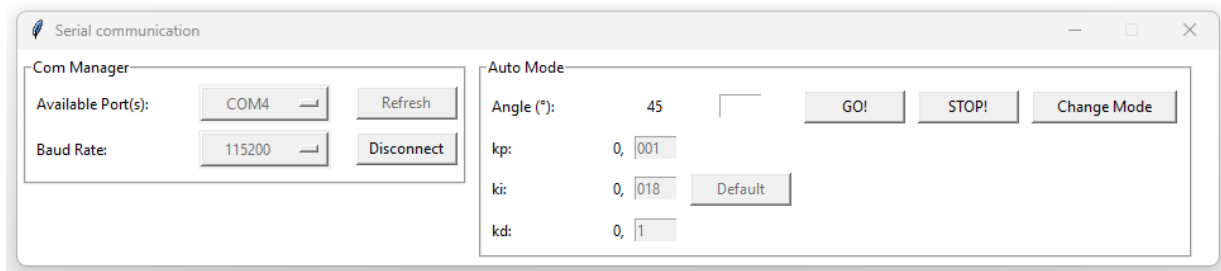 Serial communication
Com Manager
Available Port(s): COM4 Refresh
Baud Rate: 115200 Disconnect
Auto Mode
Angle (°): 45 GO! STOP! Change Mode
kp: 0, 001
ki: 0, 018 Default
kd: 0, 1